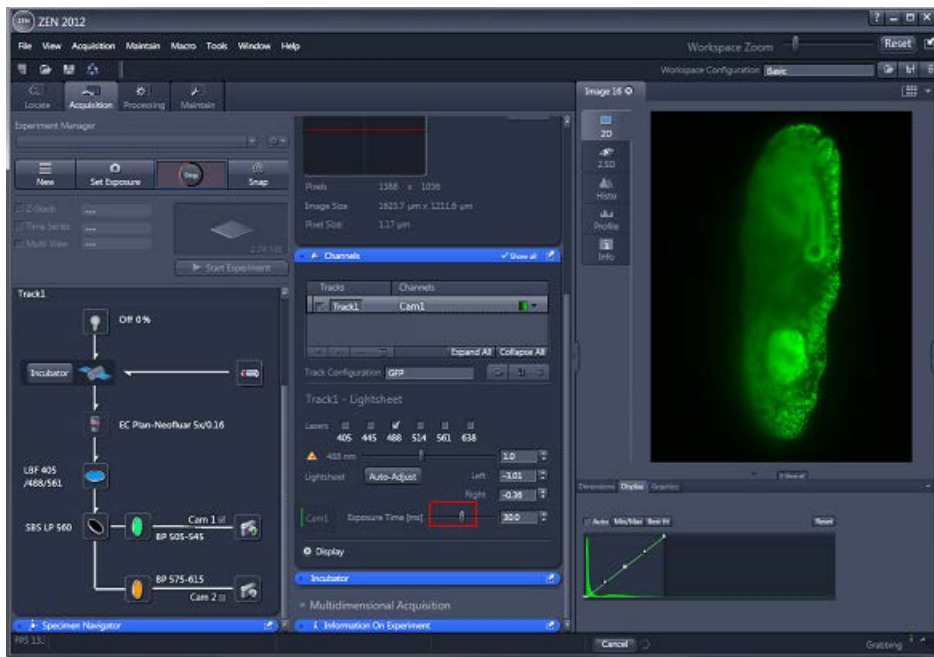 ZEN ZEN 2012
File View Acquisition Maintain Macro Tools Window Help
Workspace Zoom Reset
Workspace Configuration Basic
Locate Acquisition Processing Maintain
Experiment Manager
New Set Exposure Stop Snap
Z-Stack ---
Time Series ---
Multi View ---
Start Experiment
Track1
Off 0 %
Incubator
EC Plan-Neofluar 5x/0.16
LBF 405
/488/561
SBS LP 560
Cam 1
BP 505-545
BP 575-615
Cam 2
Specimen Navigator
Pixels 1388 x 1036
Image Size 1623.7 µm x 1211.8 µm
Pixel Size 1.17 µm
Channels Show all
Tracks Channels
Track1 Cam1
Expand All Collapse All
Track Configuration GFP
Track1 - Lightsheet
Lasers
405 445 488 514 561 638
488 nm 1.0
Lightsheet Auto-Adjust Left -3.01
Right -0.36
Cam1 Exposure Time [ms] 30.0
Display
Incubator
Multidimensional Acquisition
Information On Experiment
Image 16
2D
2.5D
Histo
Profile
Info
Dimensions Display Graphics
Auto Min/Max Best Fit Reset
Cancel
Grabbing